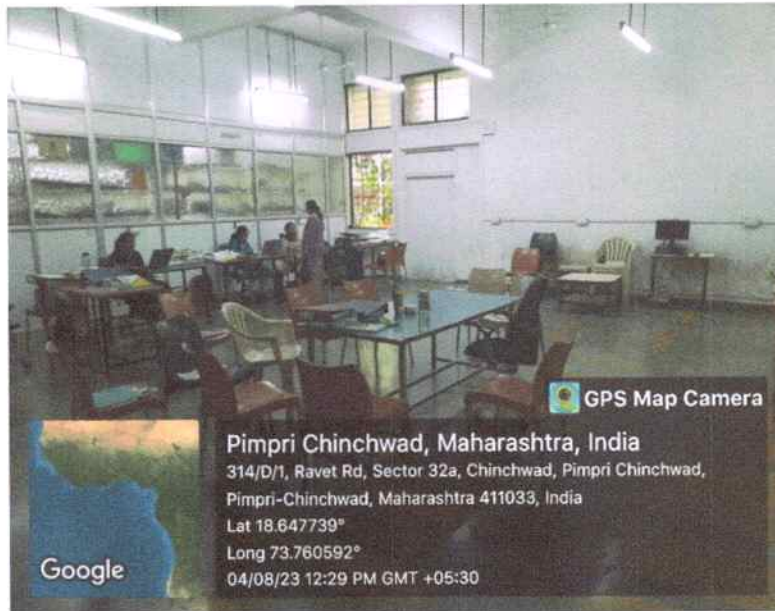 GPS Map Camera
Pimpri Chinchwad, Maharashtra, India
314/D/1, Ravet Rd, Sector 32a, Chinchwad, Pimpri Chinchwad,
Pimpri-Chinchwad, Maharashtra 411033, India
Lat 18.647739°
Long 73.760592°
04/08/23 12:29 PM GMT +05:30
Google